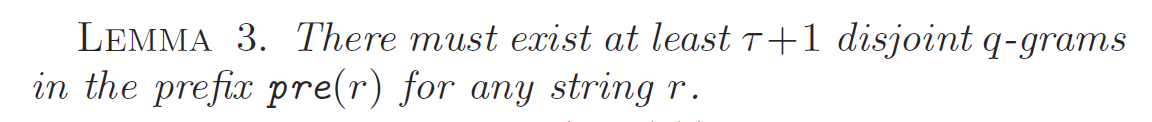 LEMMA 3. There must exist at least τ+1 disjoint q-grams
in the prefix pre(r) for any string r.